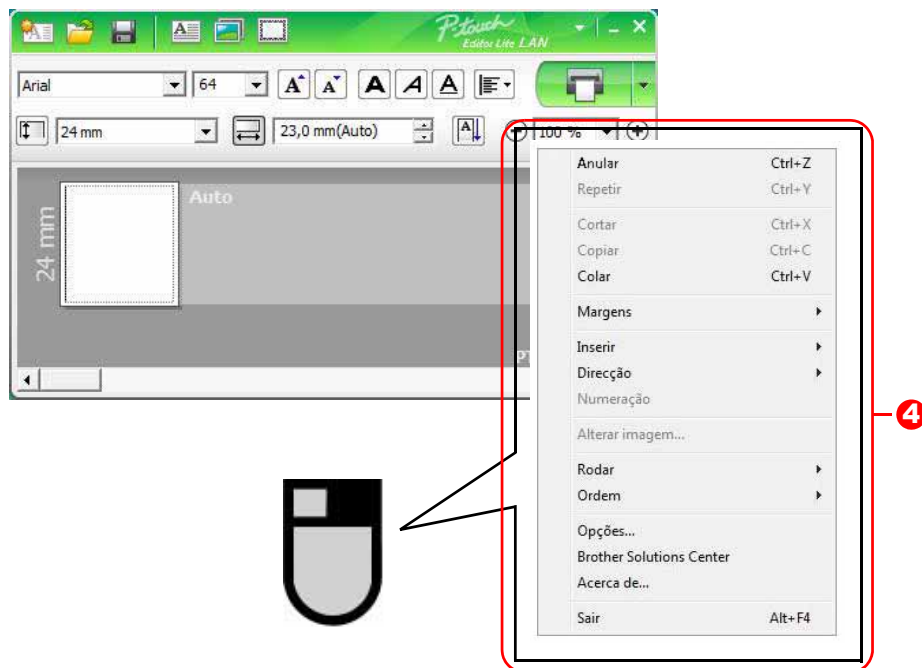 P-touch
Editor Lite LAN
Arial
64
A A A A A
24 mm
23,0 mm(Auto)
A
100 %
24 mm
Auto
Anular Ctrl+Z
Repetir Ctrl+Y
Cortar Ctrl+X
Copiar Ctrl+C
Colar Ctrl+V
Margens
Inserir
Direcção
Numeração
Alterar imagem...
Rodar
Ordem
Opções...
Brother Solutions Center
Acerca de...
Sair Alt+F4
4